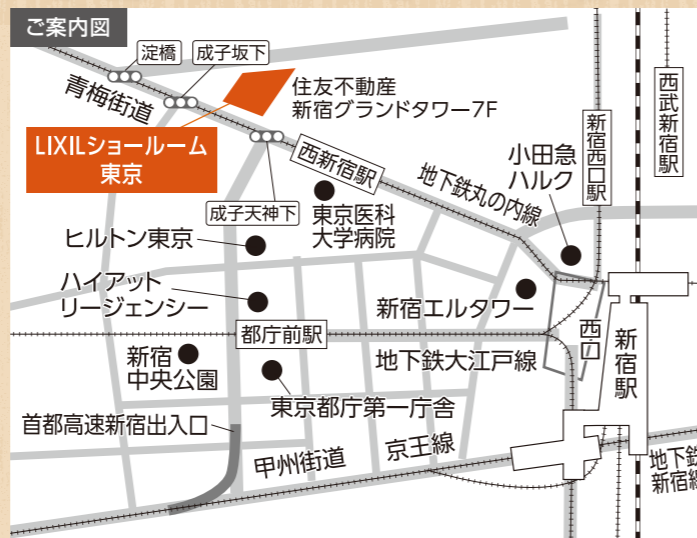 ご案内図
淀橋
成子坂下
青梅街道
住友不動産
新宿グランドタワー7F
LIXILショールーム
東京
西新宿駅
成子天神下
東京医科
大学病院
地下鉄丸の内線
小田急
ハルク
新宿西口駅
西武新宿駅
ヒルトン東京
ハイアット
リージェンシー
新宿エルタワー
都庁前駅
西口
新宿駅
新宿
中央公園
地下鉄大江戸線
東京都庁第一庁舎
首都高速新宿出入口
甲州街道
京王線
地下鉄
新宿線